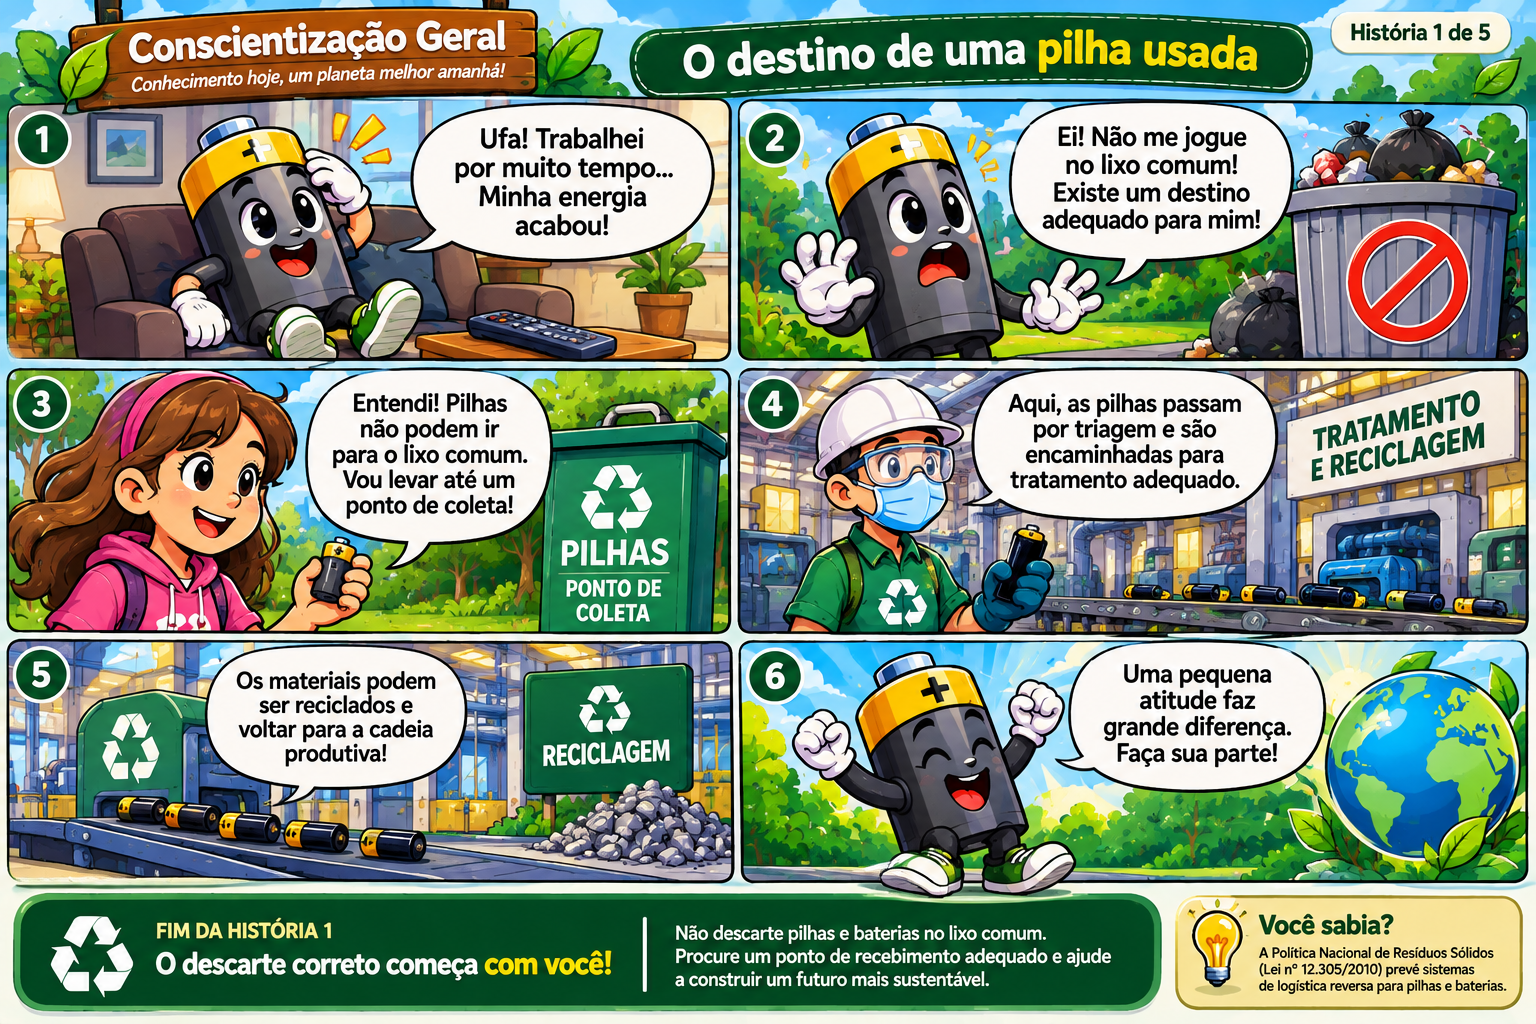 Conscientização Geral
Conhecimento hoje, um planeta melhor amanhã!
O destino de uma pilha usada
História 1 de 5
1
Ufa! Trabalhei
por muito tempo...
Minha energia
acabou!
2
Ei! Não me jogue
no lixo comum!
Existe um destino
adequado para mim!
3
Entendi! Pilhas
não podem ir
para o lixo comum.
Vou levar até um
ponto de coleta!
PILHAS
PONTO DE
COLETA
4
Aqui, as pilhas passam
por triagem e são
encaminhadas para
tratamento adequado.
TRATAMENTO
E RECICLAGEM
5
Os materiais podem
ser reciclados e
voltar para a cadeia
produtiva!
RECICLAGEM
6
Uma pequena
atitude faz
grande diferença.
Faça sua parte!
FIM DA HISTÓRIA 1
O descarte correto começa com você!
Não descarte pilhas e baterias no lixo comum.
Procure um ponto de recebimento adequado e ajude
a construir um futuro mais sustentável.
Você sabia?
A Política Nacional de Resíduos Sólidos
(Lei nº 12.305/2010) prevê sistemas
de logística reversa para pilhas e baterias.